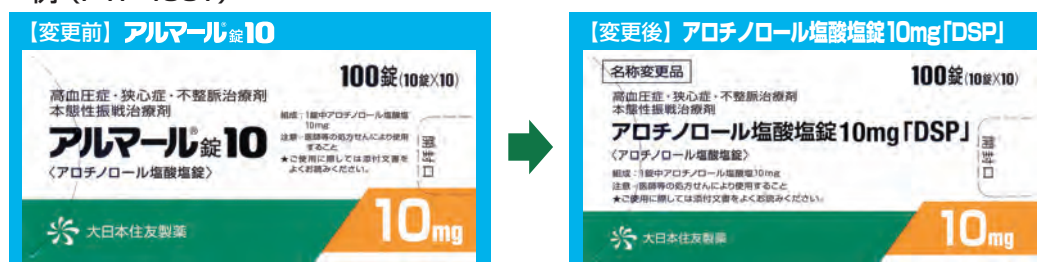 【変更前】アルマール®錠10
100錠(10錠×10)
高血圧症・狭心症・不整脈治療剤
本態性振戦治療剤
アルマール®錠10
〈アロチノロール塩酸塩錠〉
組成:1錠中アロチノロール塩酸塩
10mg
注意-医師等の処方せんにより使用
すること
★ご使用に際しては添付文書を
よくお読みください。
開封口
大日本住友製薬
10mg
【変更後】アロチノロール塩酸塩錠10mg「DSP」
名称変更品
100錠(10錠×10)
高血圧症・狭心症・不整脈治療剤
本態性振戦治療剤
アロチノロール塩酸塩錠10mg「DSP」
〈アロチノロール塩酸塩錠〉
組成:1錠中アロチノロール塩酸塩10mg
注意-医師等の処方せんにより使用すること
★ご使用に際しては添付文書をよくお読みください。
開封口
大日本住友製薬
10mg